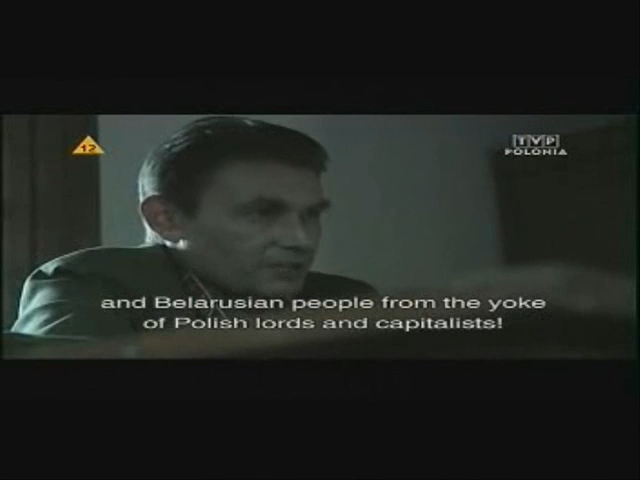 12
TVP
POLONIA
and Belarusian people from the yoke
of Polish lords and capitalists!